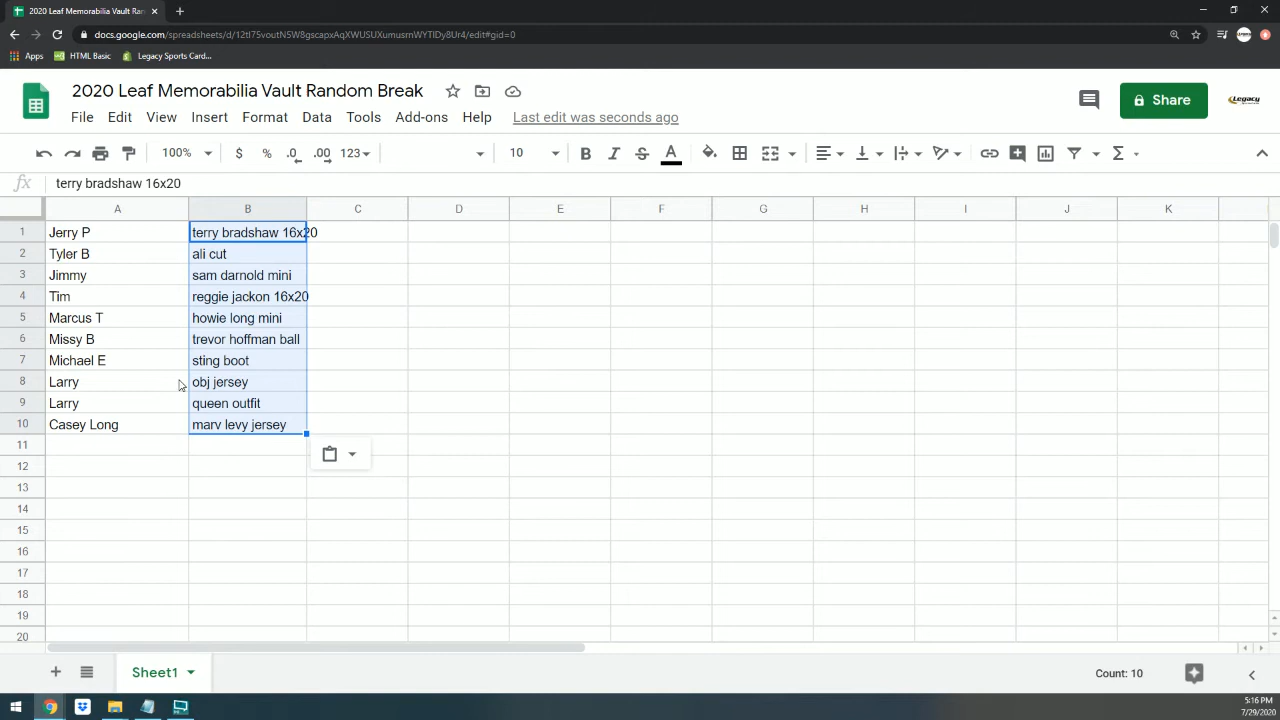 2020 Leaf Memorabilia Vault Ran
docs.google.com/spreadsheets/d/12tI75voutN5W8gscapxAqXWUSUXumusrnWYTlDy8Ur4/edit#gid=0
Apps HTML Basic Legacy Sports Card...
2020 Leaf Memorabilia Vault Random Break
Share
Legacy
File Edit View Insert Format Data Tools Add-ons Help Last edit was seconds ago
100% $ % .0 .00 123 10 B I S A
fx terry bradshaw 16x20
A B C D E F G H I J K
1 Jerry P terry bradshaw 16x20
2 Tyler B ali cut
3 Jimmy sam darnold mini
4 Tim reggie jackon 16x20
5 Marcus T howie long mini
6 Missy B trevor hoffman ball
7 Michael E sting boot
8 Larry obj jersey
9 Larry queen outfit
10 Casey Long marv levy jersey
11
12
13
14
15
16
17
18
19
20
Sheet1 Count: 10
5:16 PM
7/29/2020